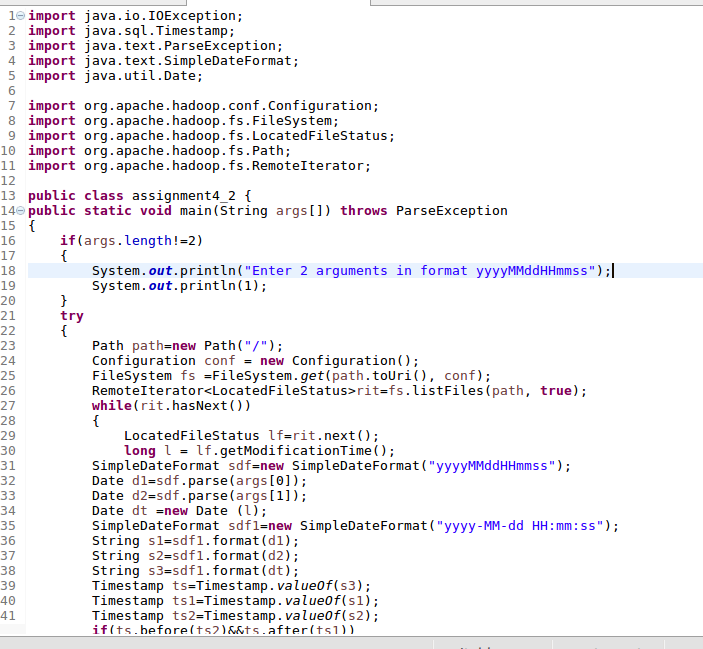 1 import java.io.IOException;
2 import java.sql.Timestamp;
3 import java.text.ParseException;
4 import java.text.SimpleDateFormat;
5 import java.util.Date;
6
7 import org.apache.hadoop.conf.Configuration;
8 import org.apache.hadoop.fs.FileSystem;
9 import org.apache.hadoop.fs.LocatedFileStatus;
10 import org.apache.hadoop.fs.Path;
11 import org.apache.hadoop.fs.RemoteIterator;
12
13 public class assignment4_2 {
14 public static void main(String args[]) throws ParseException
15 {
16     if(args.length!=2)
17     {
18         System.out.println("Enter 2 arguments in format yyyyMMddHHmmss");
19         System.out.println(1);
20     }
21     try
22     {
23         Path path=new Path("/");
24         Configuration conf = new Configuration();
25         FileSystem fs =FileSystem.get(path.toUri(), conf);
26         RemoteIterator<LocatedFileStatus>rit=fs.listFiles(path, true);
27         while(rit.hasNext())
28         {
29             LocatedFileStatus lf=rit.next();
30             long l = lf.getModificationTime();
31         SimpleDateFormat sdf=new SimpleDateFormat("yyyyMMddHHmmss");
32         Date d1=sdf.parse(args[0]);
33         Date d2=sdf.parse(args[1]);
34         Date dt =new Date (l);
35         SimpleDateFormat sdf1=new SimpleDateFormat("yyyy-MM-dd HH:mm:ss");
36         String s1=sdf1.format(d1);
37         String s2=sdf1.format(d2);
38         String s3=sdf1.format(dt);
39         Timestamp ts=Timestamp.valueOf(s3);
40         Timestamp ts1=Timestamp.valueOf(s1);
41         Timestamp ts2=Timestamp.valueOf(s2);
        if(ts.before(ts2)&&ts.after(ts1))